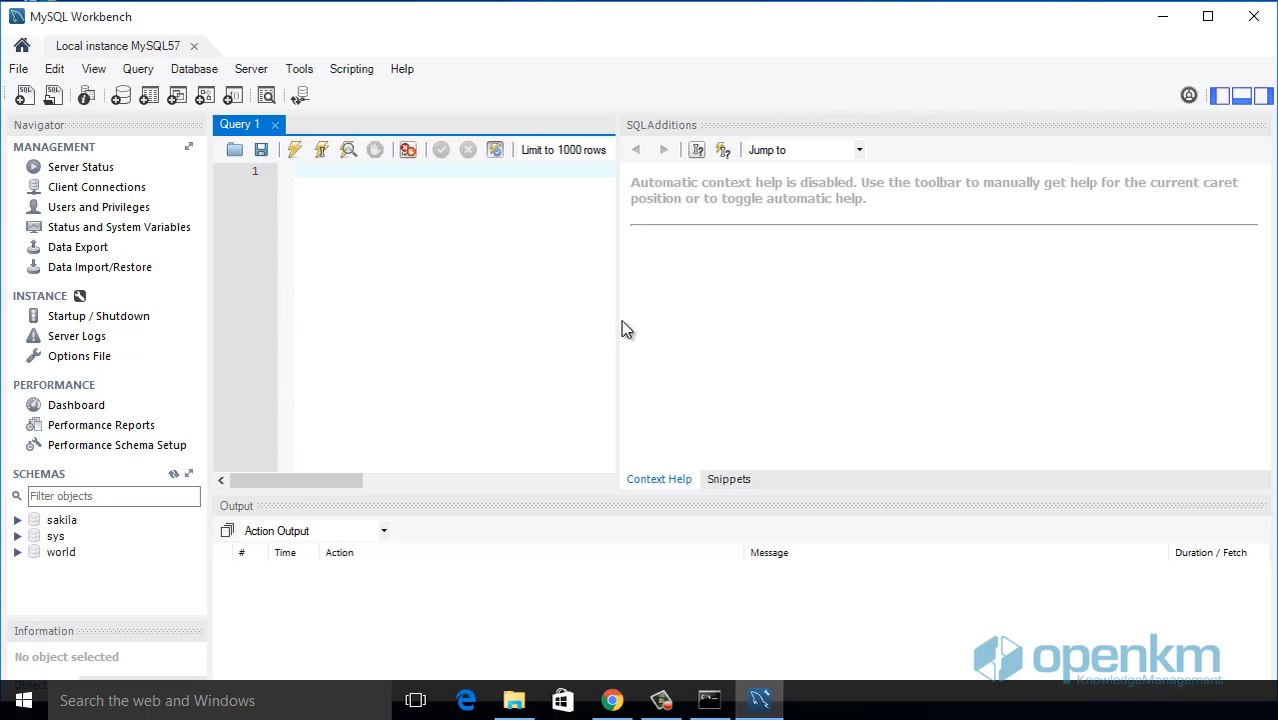 MySQL Workbench
Local instance MySQL57
File Edit View Query Database Server Tools Scripting Help
Navigator
MANAGEMENT
Server Status
Client Connections
Users and Privileges
Status and System Variables
Data Export
Data Import/Restore
INSTANCE
Startup / Shutdown
Server Logs
Options File
PERFORMANCE
Dashboard
Performance Reports
Performance Schema Setup
SCHEMAS
Filter objects
sakila
sys
world
Information
No object selected
Query 1
Limit to 1000 rows
1
SQLAdditions
Jump to
Automatic context help is disabled. Use the toolbar to manually get help for the current caret
position or to toggle automatic help.
Context Help Snippets
Output
Action Output
# Time Action Message Duration / Fetch
openkm
KnowledgeManagement
Search the web and Windows